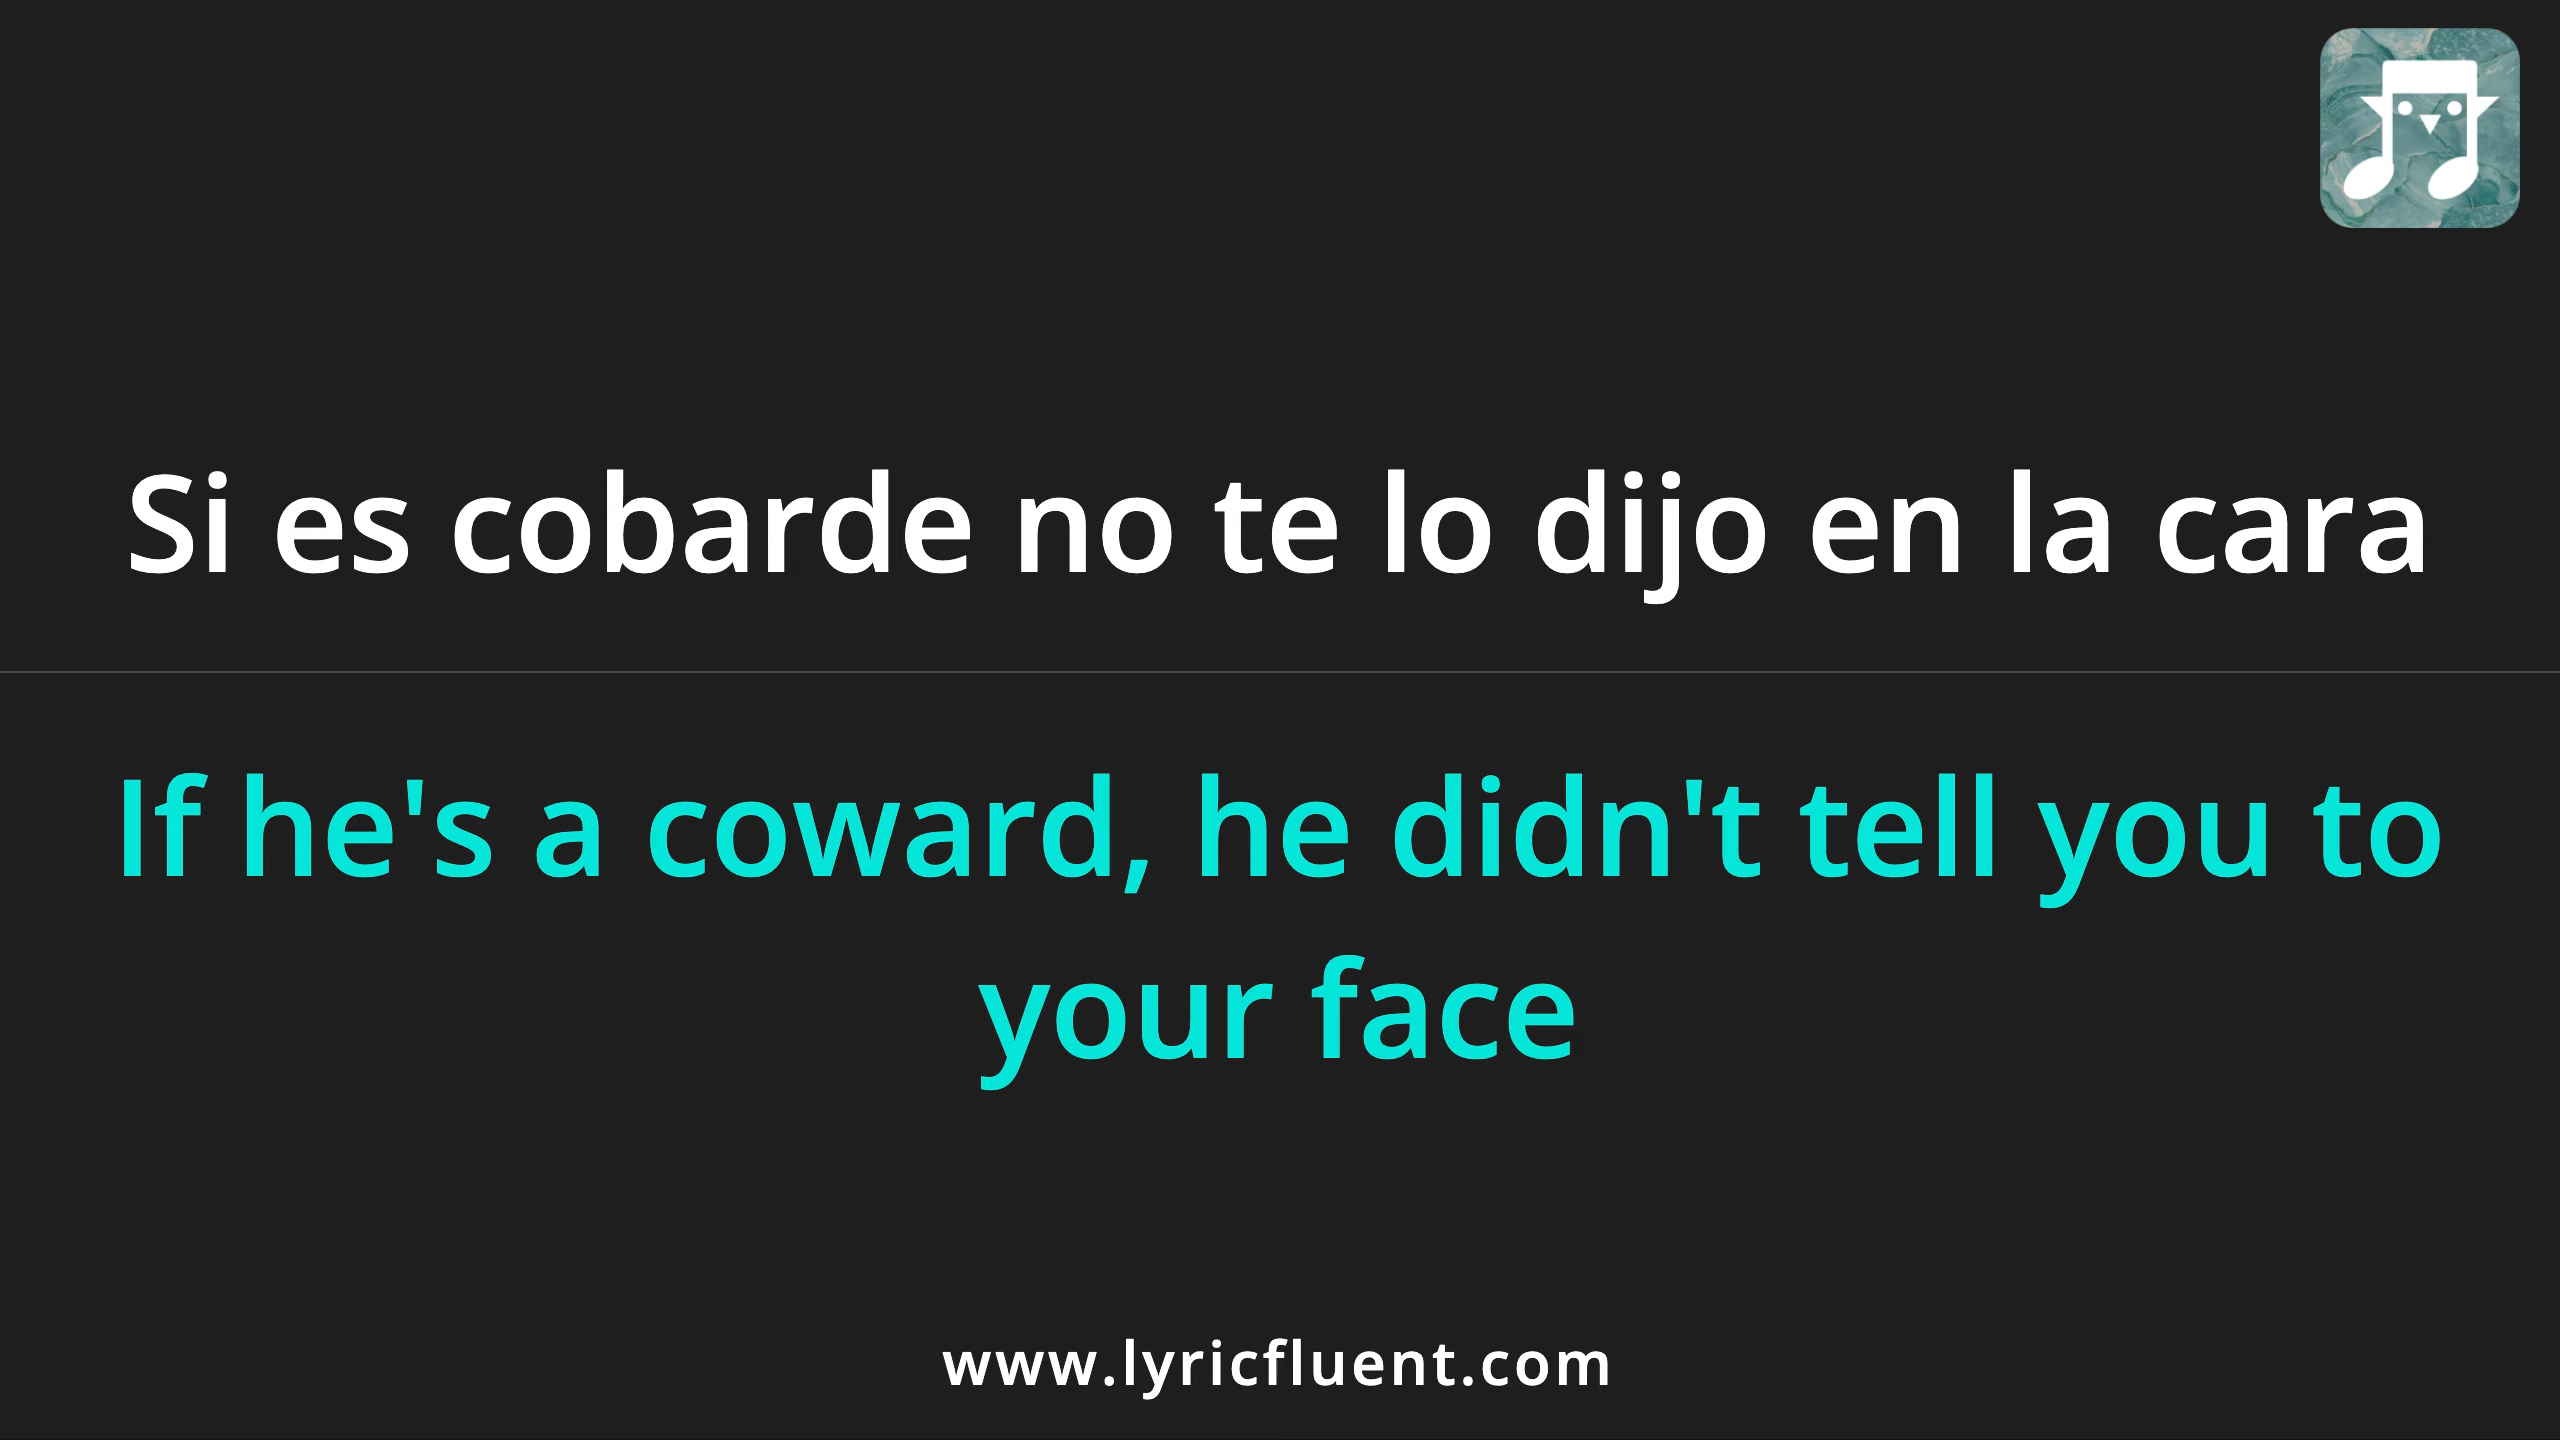 Si es cobarde no te lo dijo en la cara
If he's a coward, he didn't tell you to
your face
www.lyricfluent.com